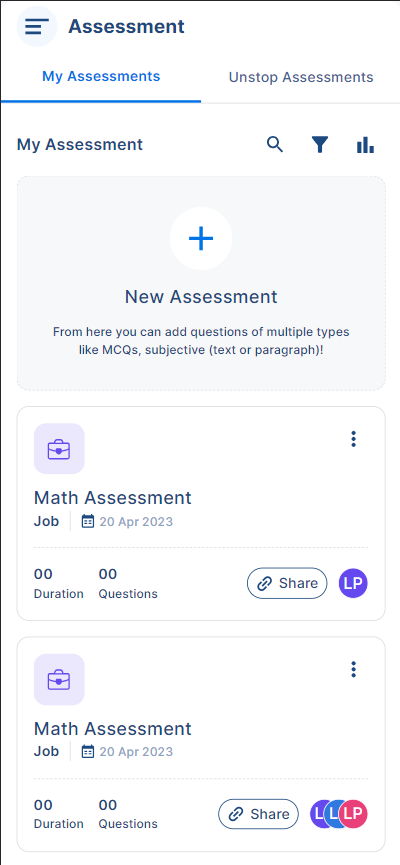 Assessment
My Assessments
Unstop Assessments
My Assessment
New Assessment
From here you can add questions of multiple types
like MCQs, subjective (text or paragraph)!
Math Assessment
Job 20 Apr 2023
00 00
Duration Questions
Share LP
Math Assessment
Job 20 Apr 2023
00 00
Duration Questions
Share L L LP